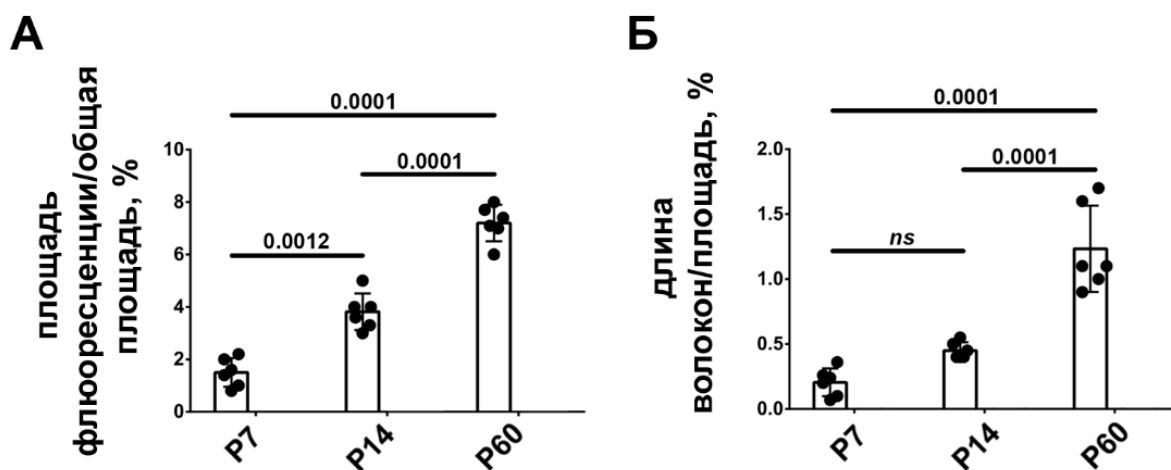 А
площадь
флюоресценции/общая
площадь, %
0.0001
0.0001
0.0012
10
8
6
4
2
0
P7
P14
P60
Б
длина
волокон/площадь, %
0.0001
0.0001
ns
2.0
1.5
1.0
0.5
0.0
P7
P14
P60